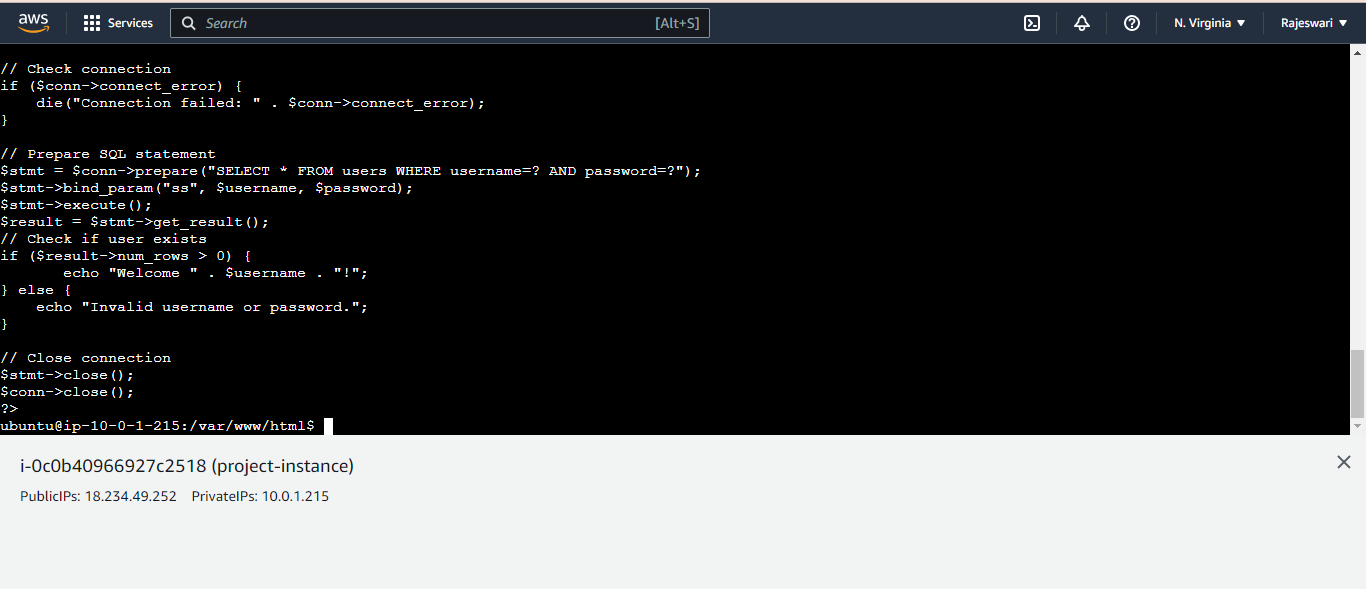 aws Services Search [Alt+S] N. Virginia Rajeswari
// Check connection
if ($conn->connect_error) {
    die("Connection failed: " . $conn->connect_error);
}
// Prepare SQL statement
$stmt = $conn->prepare("SELECT * FROM users WHERE username=? AND password=?");
$stmt->bind_param("ss", $username, $password);
$stmt->execute();
$result = $stmt->get_result();
// Check if user exists
if ($result->num_rows > 0) {
       echo "Welcome " . $username . "!";
} else {
    echo "Invalid username or password.";
}
// Close connection
$stmt->close();
$conn->close();
?>
ubuntu@ip-10-0-1-215:/var/www/html$
i-0c0b40966927c2518 (project-instance)
PublicIPs: 18.234.49.252 PrivateIPs: 10.0.1.215